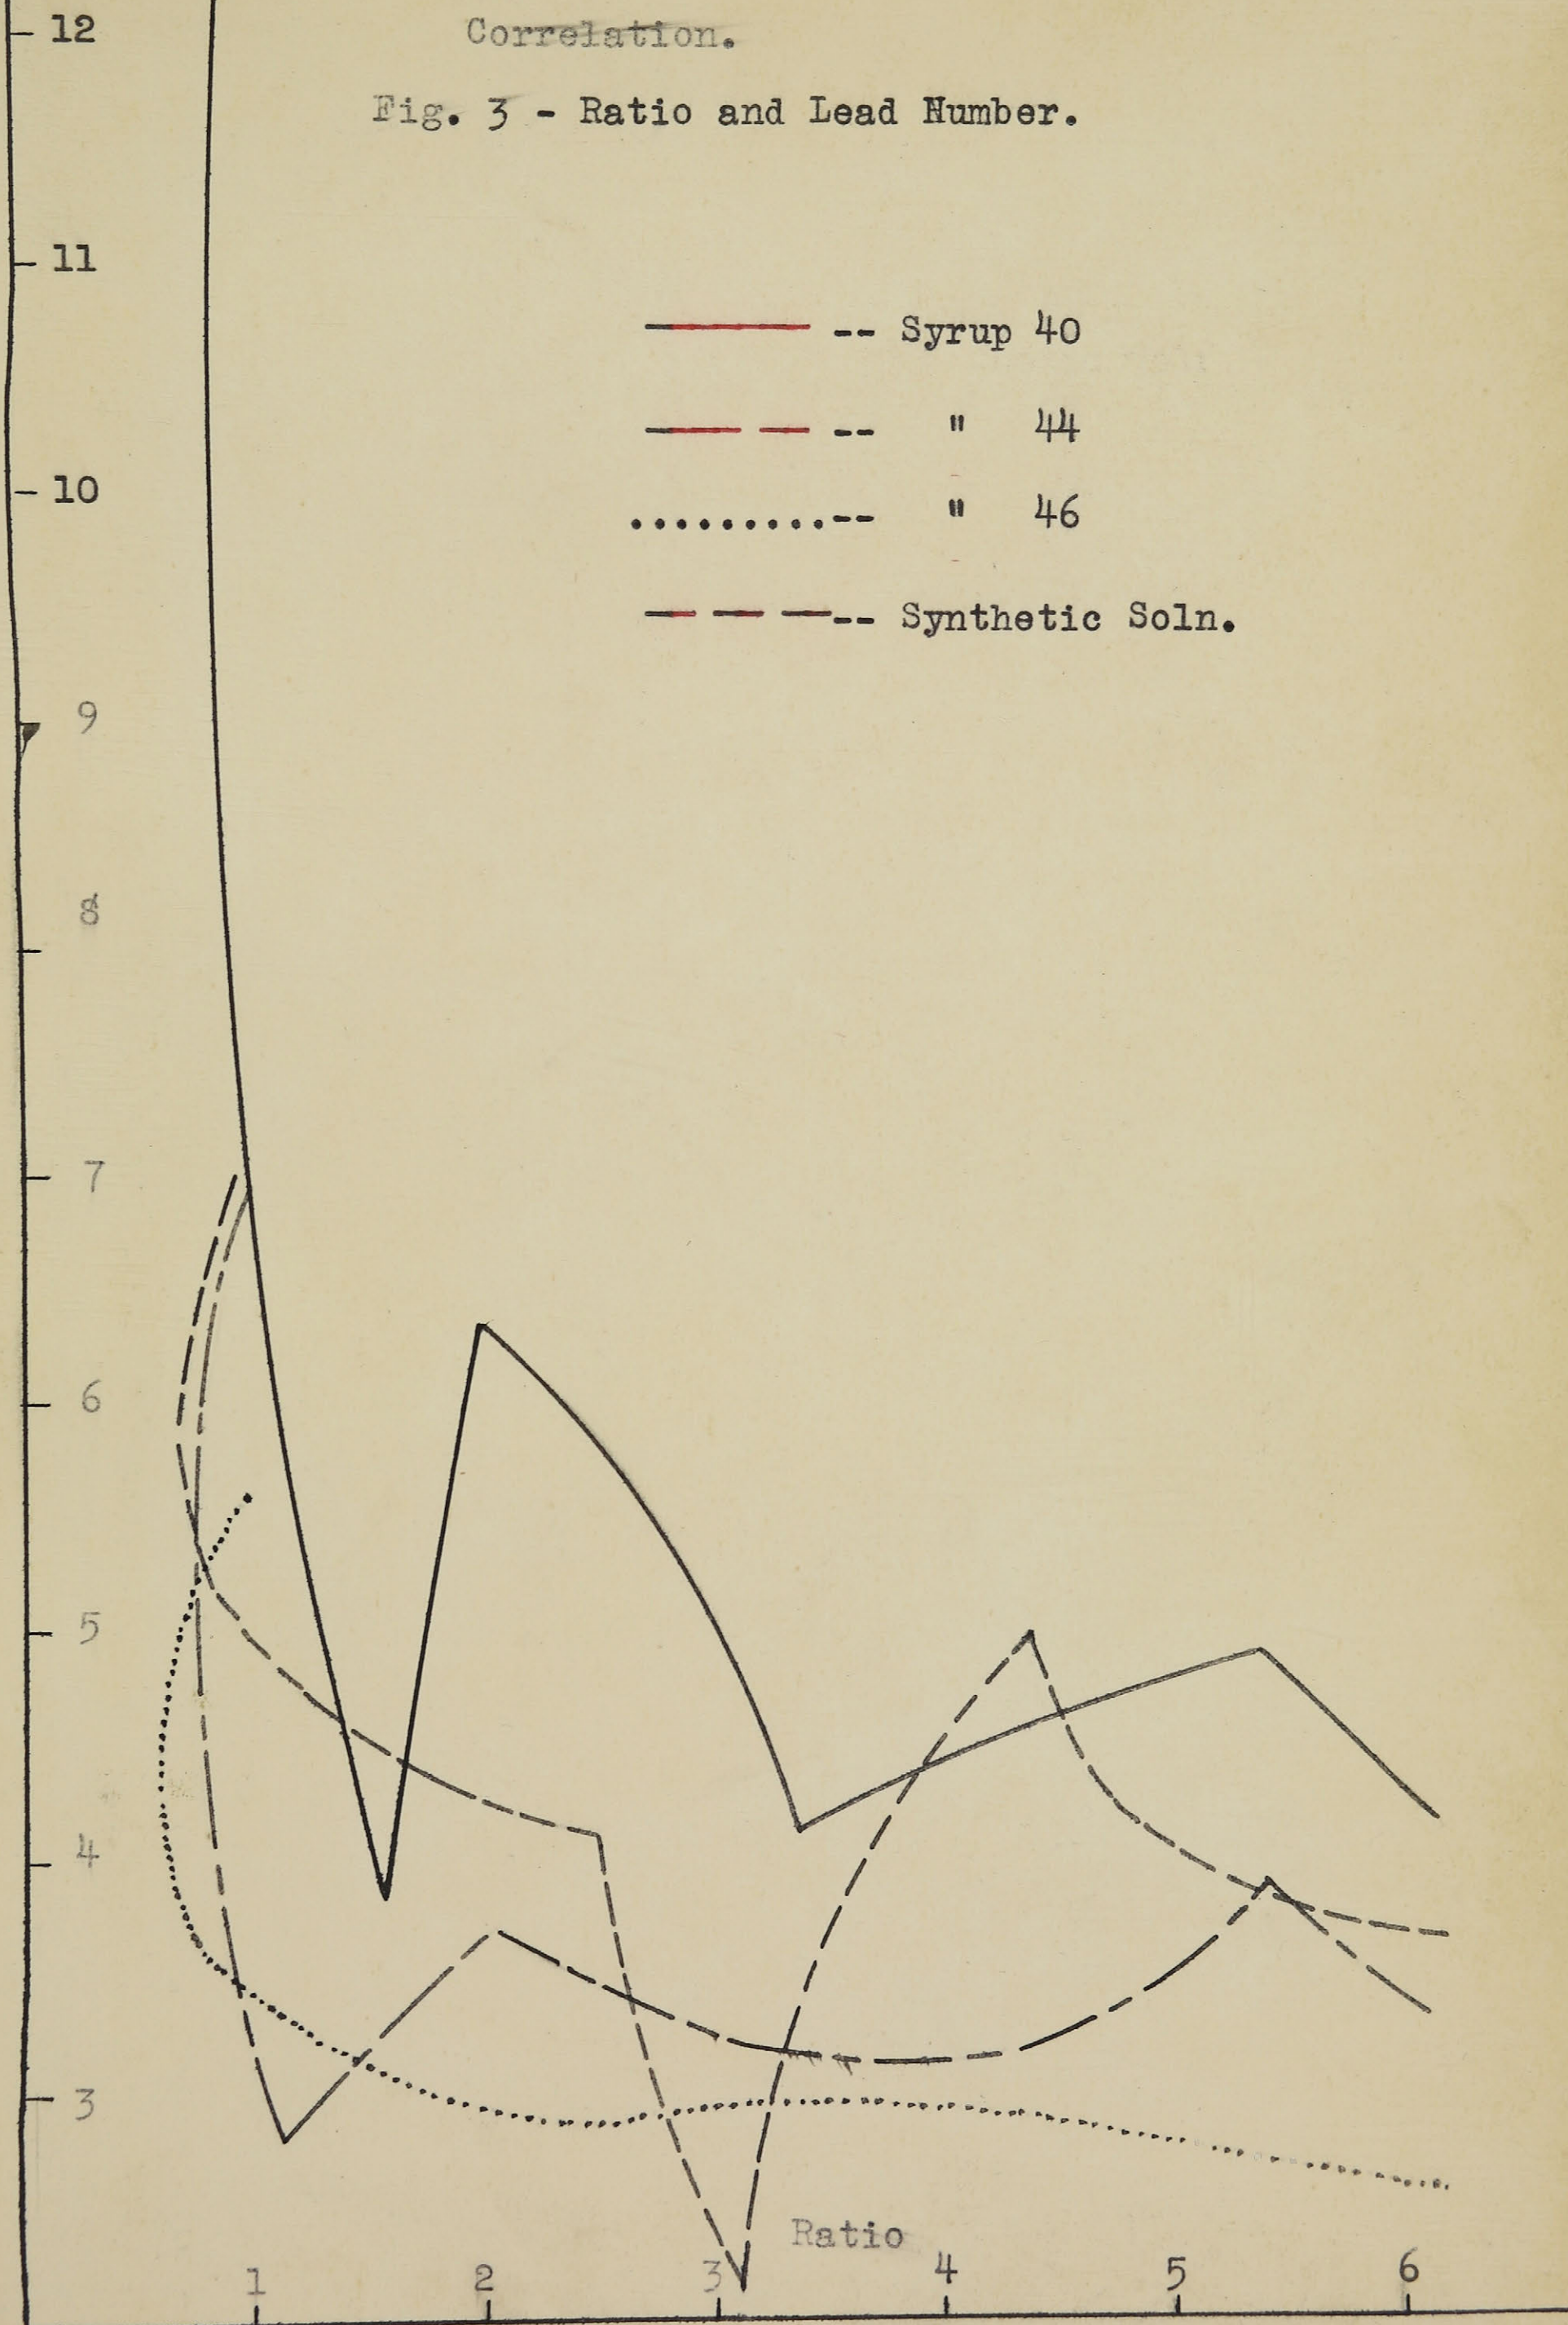 12
Correlation.
Fig. 3 - Ratio and Lead Number.
11
-- Syrup 40
-- " 44
10
.........-- " 46
-- Synthetic Soln.
9
8
7
6
5
4
3
Ratio
1 2 3 4 5 6